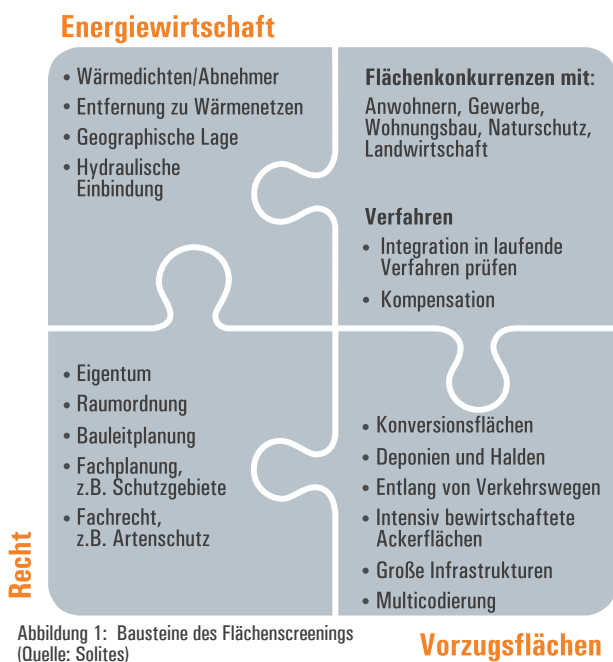 Energiewirtschaft
• Wärmedichten/Abnehmer
• Entfernung zu Wärmenetzen
• Geographische Lage
• Hydraulische
Einbindung
Flächenkonkurrenzen mit:
Anwohnern, Gewerbe,
Wohnungsbau, Naturschutz,
Landwirtschaft
Verfahren
• Integration in laufende
Verfahren prüfen
• Kompensation
Recht
• Eigentum
• Raumordnung
• Bauleitplanung
• Fachplanung,
z.B. Schutzgebiete
• Fachrecht,
z.B. Artenschutz
• Konversionsflächen
• Deponien und Halden
• Entlang von Verkehrswegen
• Intensiv bewirtschaftete
Ackerflächen
• Große Infrastrukturen
• Multicodierung
Vorzugsflächen
Abbildung 1: Bausteine des Flächenscreenings
(Quelle: Solites)